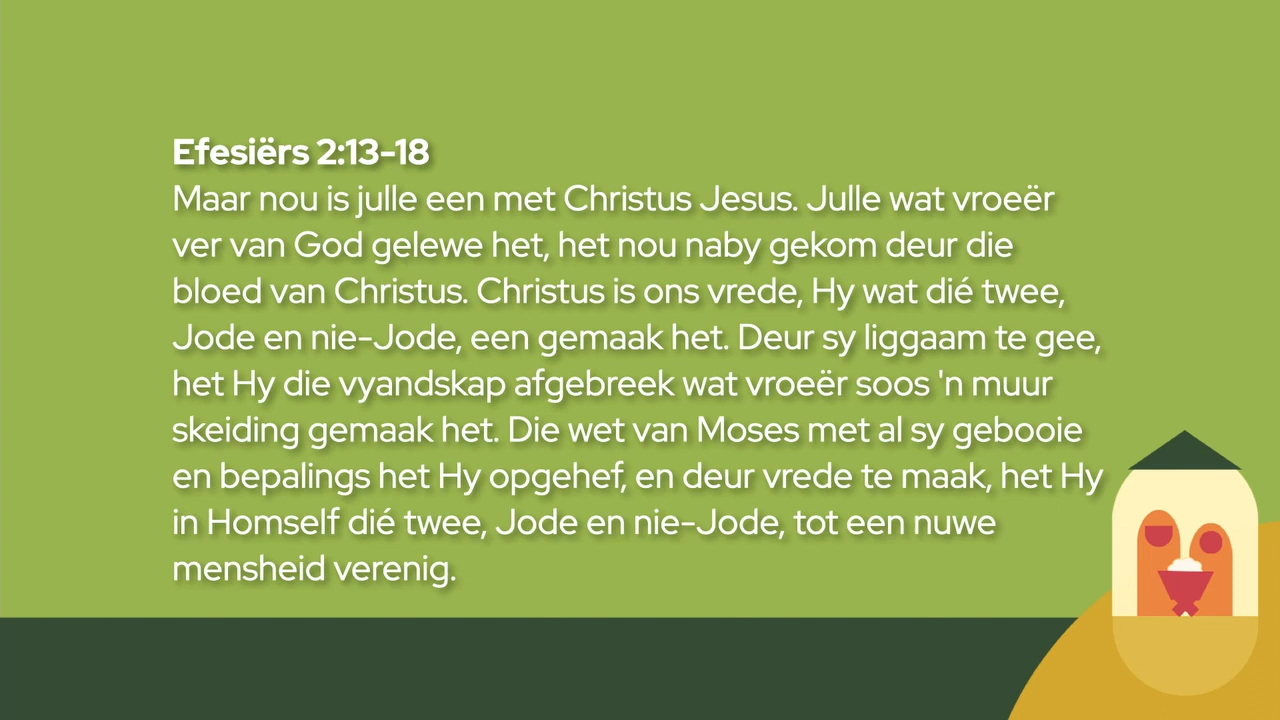 Efesiërs 2:13-18
Maar nou is julle een met Christus Jesus. Julle wat vroeër
ver van God gelewe het, het nou naby gekom deur die
bloed van Christus. Christus is ons vrede, Hy wat dié twee,
Jode en nie-Jode, een gemaak het. Deur sy liggaam te gee,
het Hy die vyandskap afgebreek wat vroeër soos 'n muur
skeiding gemaak het. Die wet van Moses met al sy gebooie
en bepalings het Hy opgehef, en deur vrede te maak, het Hy
in Homself dié twee, Jode en nie-Jode, tot een nuwe
mensheid verenig.